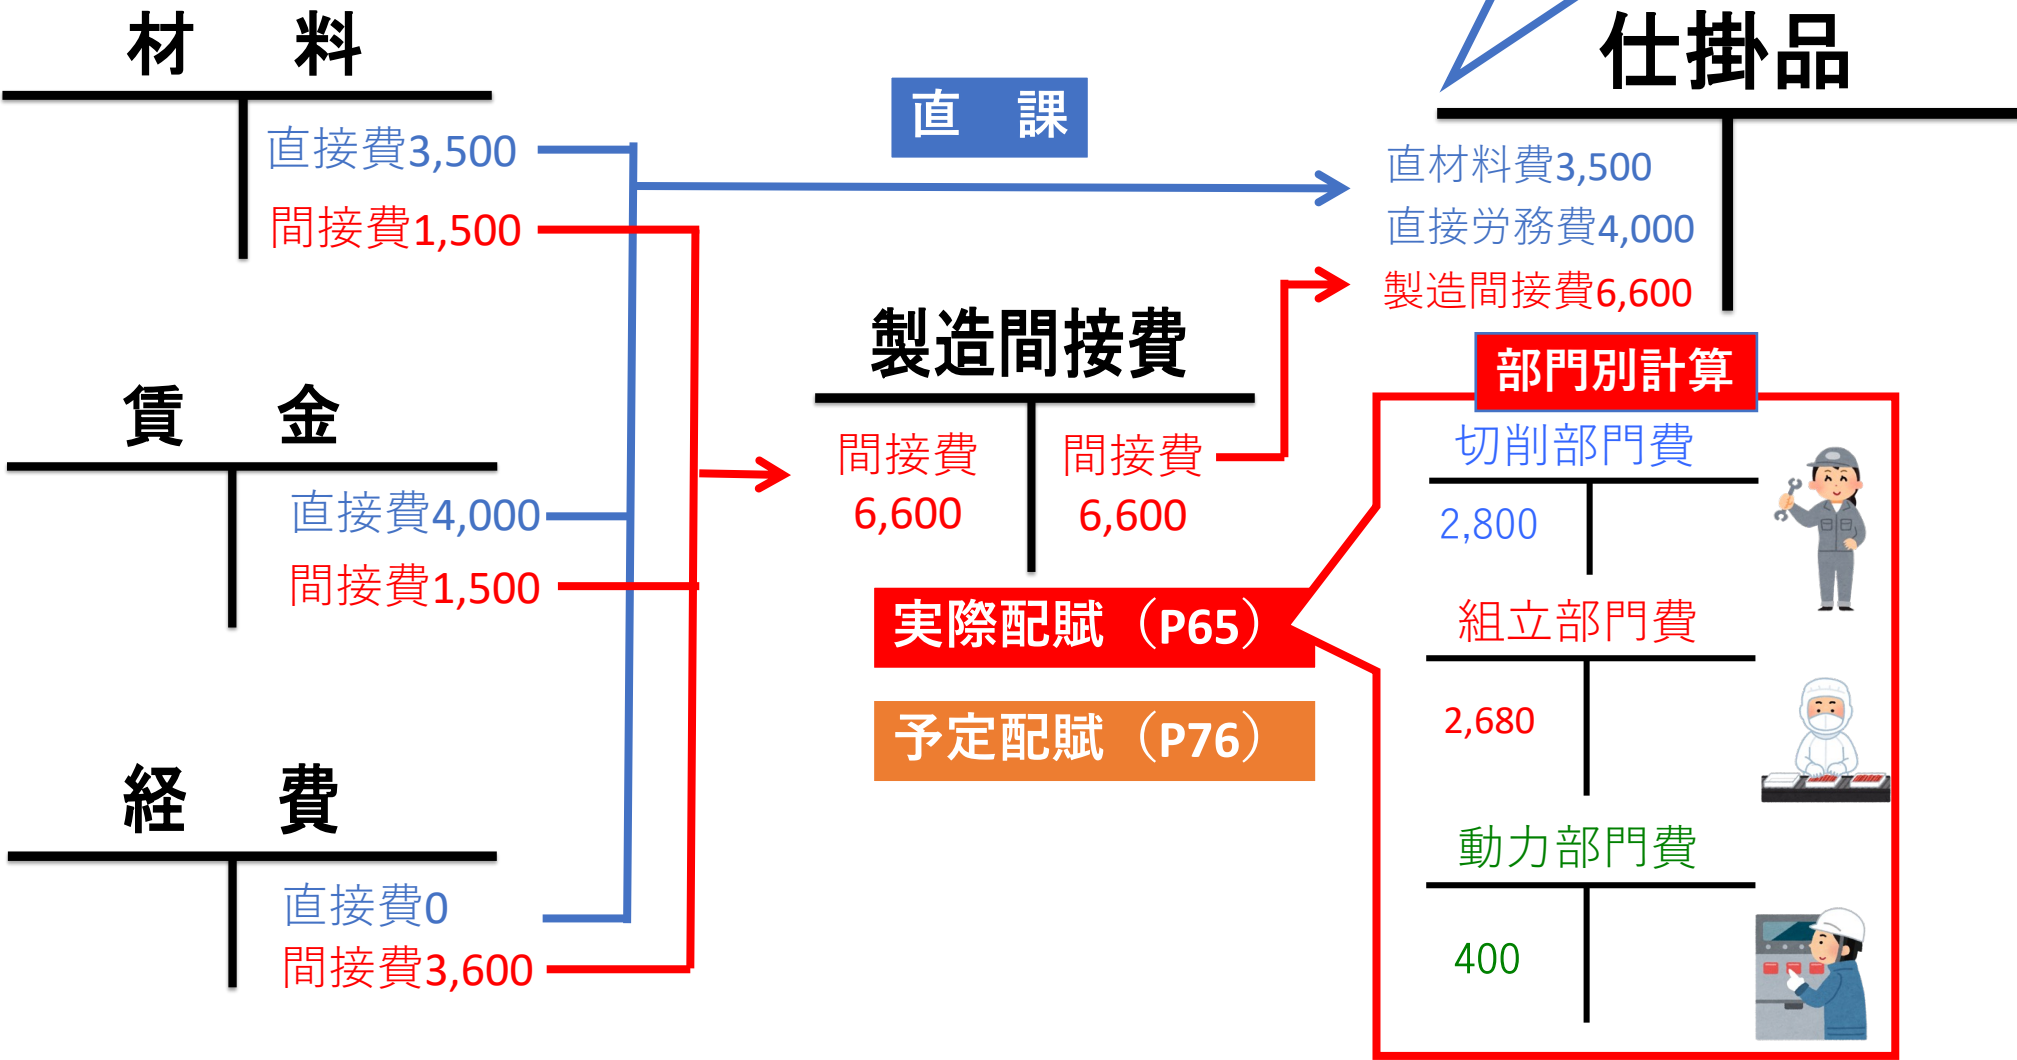 材　料
直接費3,500
間接費1,500
賃　金
直接費4,000
間接費1,500
経　費
直接費0
間接費3,600
直　課
製造間接費
間接費
6,600
間接費
6,600
実際配賦（P65）
予定配賦（P76）
仕掛品
直材料費3,500
直接労務費4,000
製造間接費6,600
部門別計算
切削部門費
2,800
組立部門費
2,680
動力部門費
400